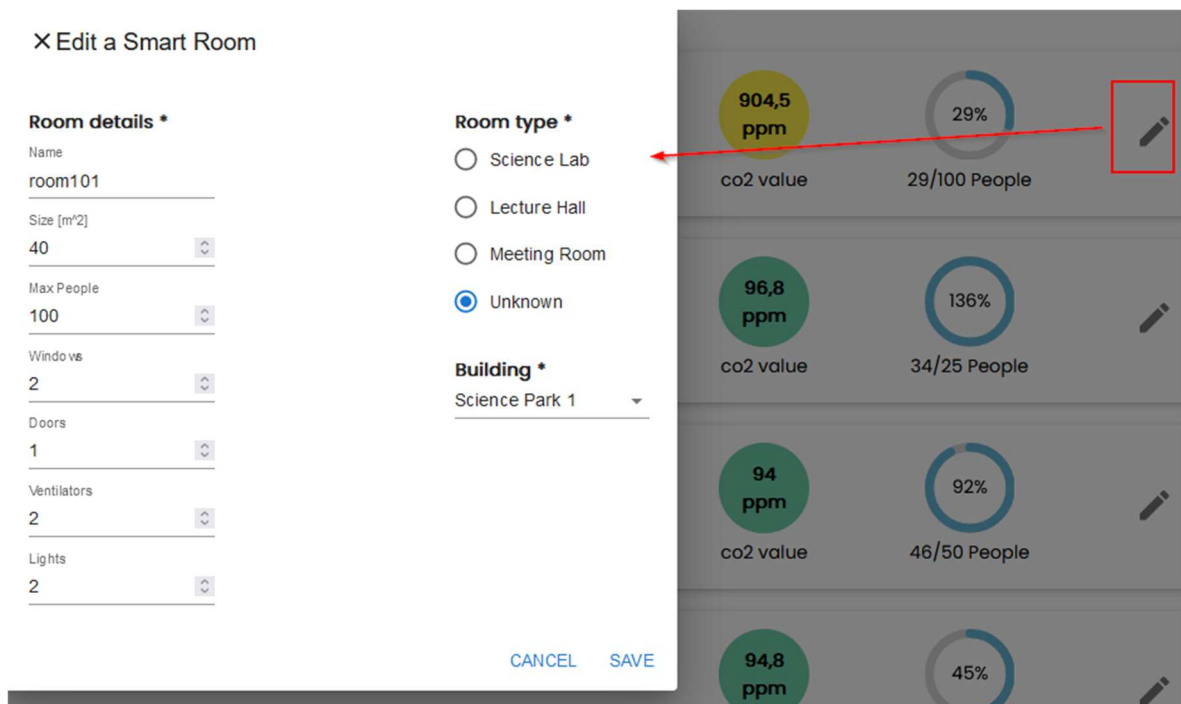 Edit a Smart Room
Room details *
Name
room101
Size [m^2]
40
Max People
100
Windows
2
Doors
1
Ventilators
2
Lights
2
Room type *
Science Lab
Lecture Hall
Meeting Room
Unknown
Building *
Science Park 1
CANCEL SAVE
904,5
ppm
co2 value
29%
29/100 People
96,8
ppm
co2 value
136%
34/25 People
94
ppm
co2 value
92%
46/50 People
94,8
ppm
45%